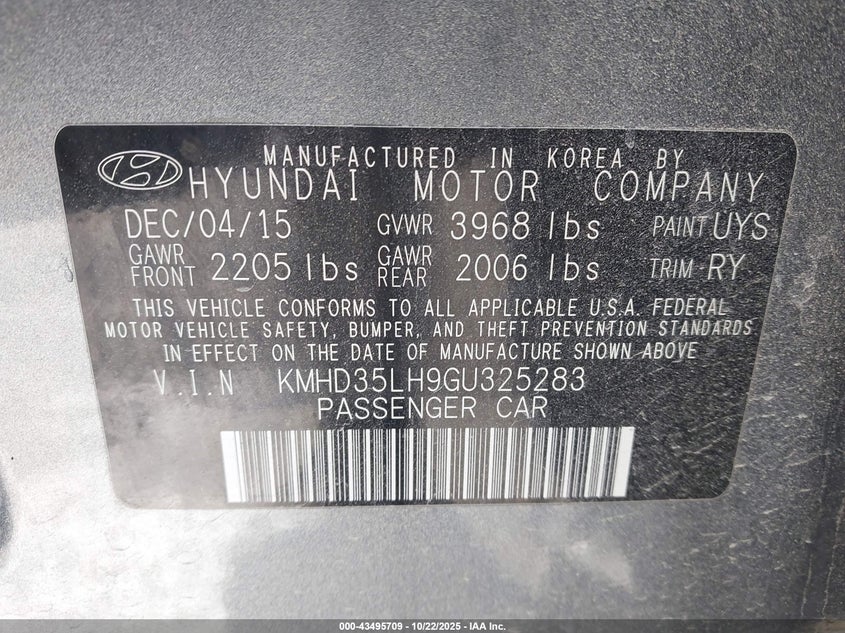 MANUFACTURED IN KOREA BY
HYUNDAI MOTOR COMPANY
DEC/04/15 GVWR 3968 lbs PAINT UYS
GAWR FRONT 2205 lbs GAWR REAR 2006 lbs TRIM RY
THIS VEHICLE CONFORMS TO ALL APPLICABLE U.S.A. FEDERAL
MOTOR VEHICLE SAFETY, BUMPER, AND THEFT PREVENTION STANDARDS
IN EFFECT ON THE DATE OF MANUFACTURE SHOWN ABOVE
V.I.N KMHD35LH9GU325283
PASSENGER CAR
000-43495709 - 10/22/2025 - IAA Inc.